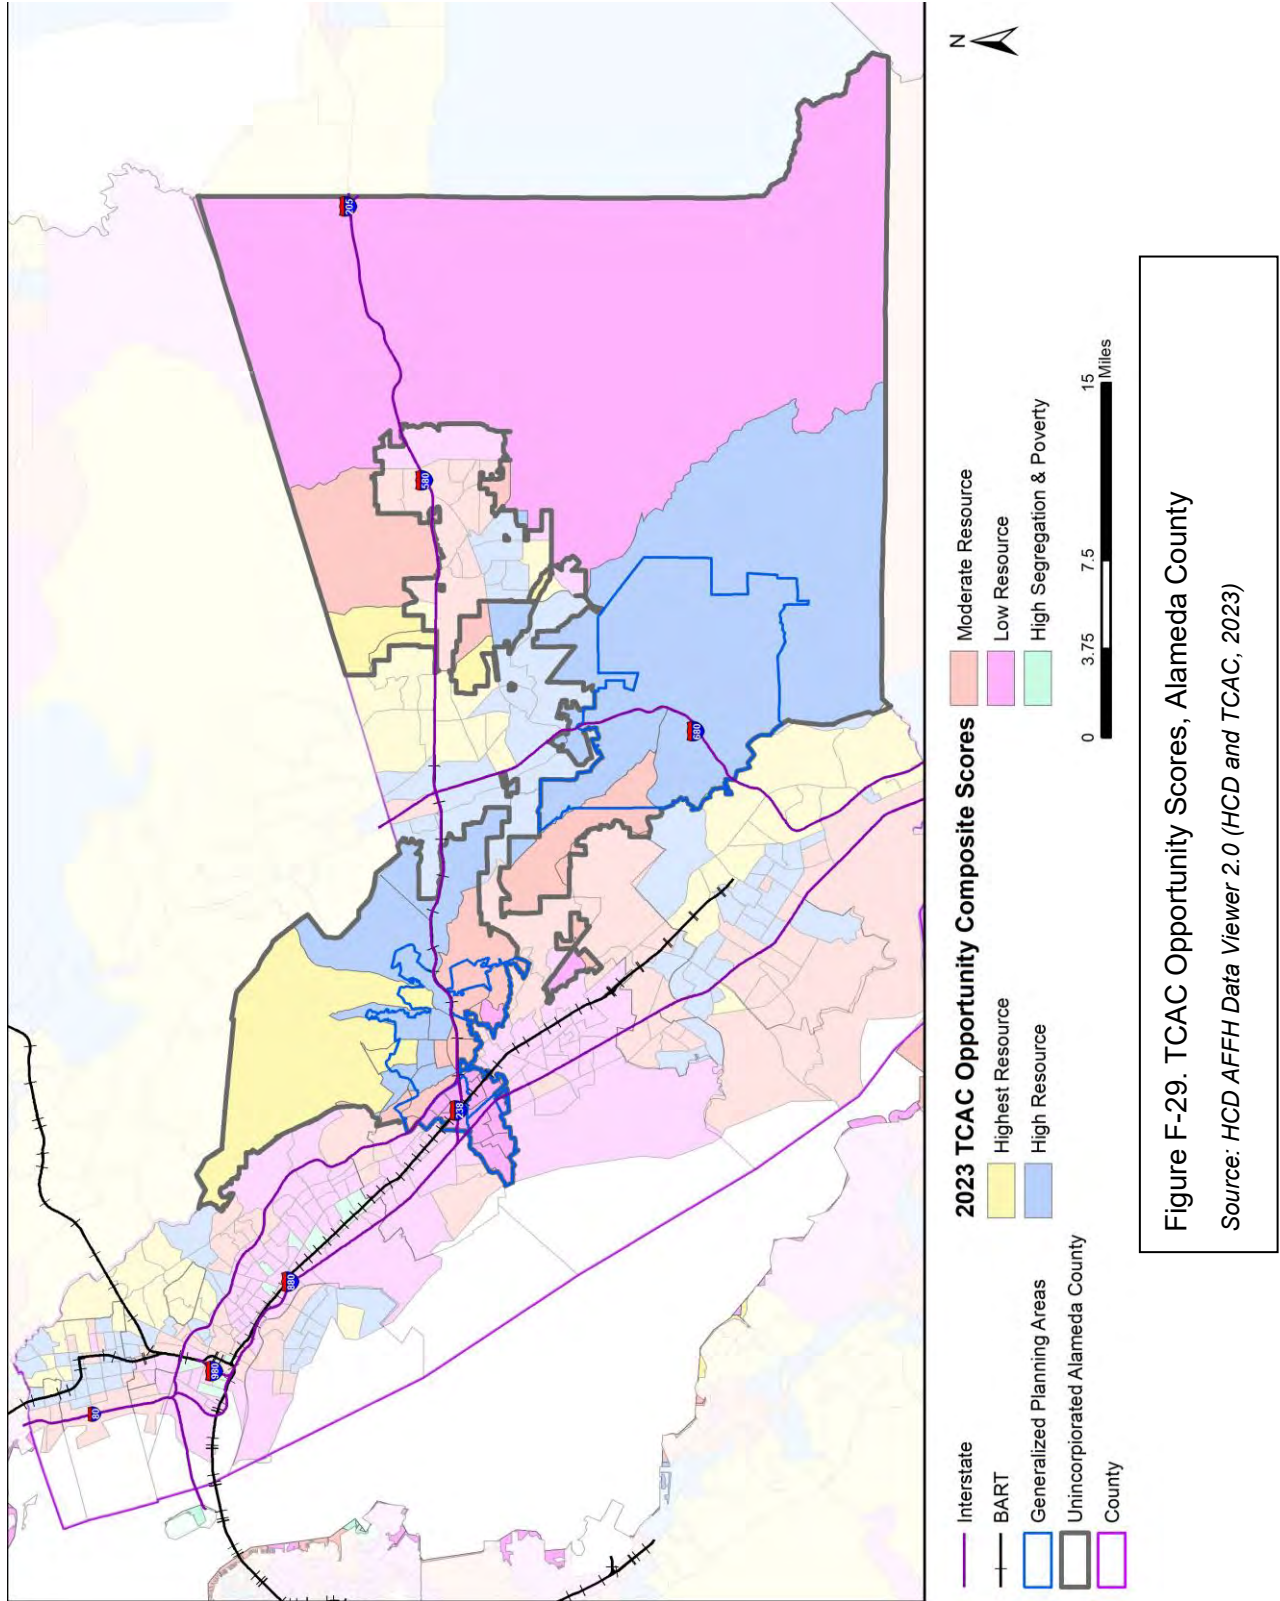 N
205
580
680
238
880
980
80
2023 TCAC Opportunity Composite Scores
Interstate
BART
Generalized Planning Areas
Unincorpiorated Alameda County
County
Highest Resource
High Resource
Moderate Resource
Low Resource
High Segregation & Poverty
0 3.75 7.5 15
Miles
Figure F-29. TCAC Opportunity Scores, Alameda County
Source: HCD AFFH Data Viewer 2.0 (HCD and TCAC, 2023)